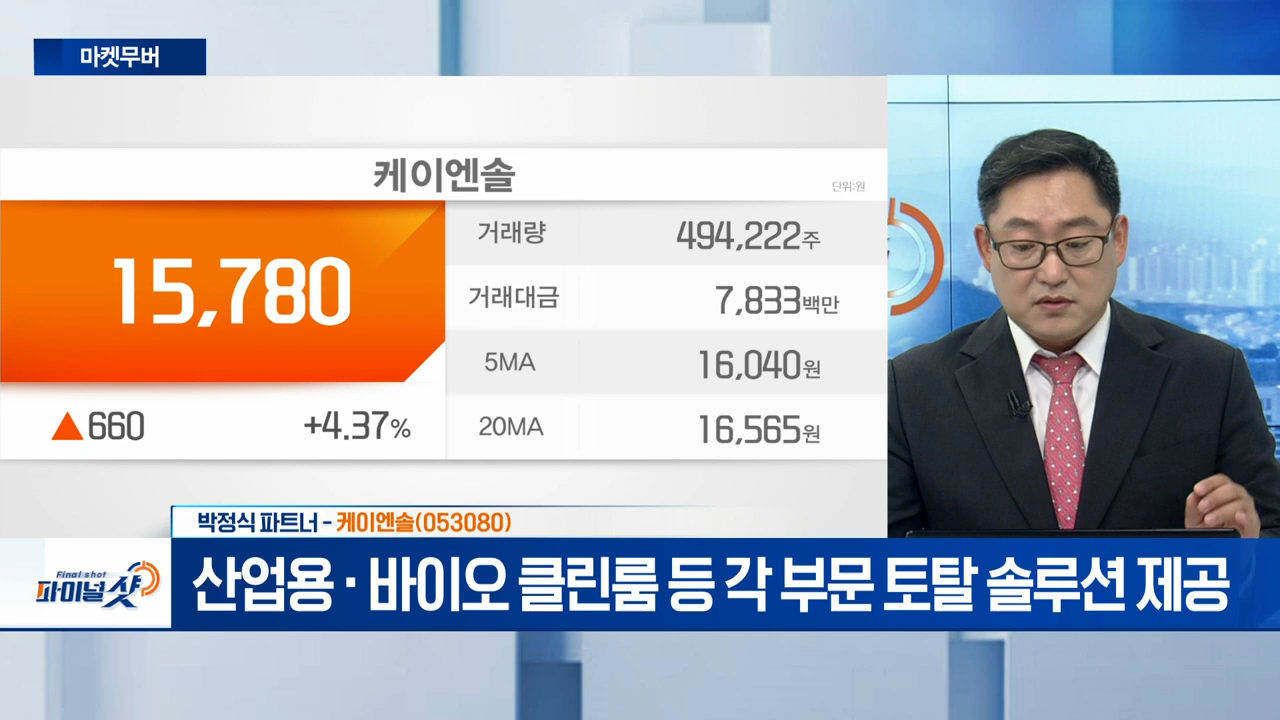 마켓무버
케이엔솔
단위:원
15,780
▲660 +4.37%
거래량 494,222주
거래대금 7,833백만
5MA 16,040원
20MA 16,565원
박정식 파트너 - 케이엔솔(053080)
Final shot
파이널샷
산업용·바이오 클린룸 등 각 부문 토탈 솔루션 제공